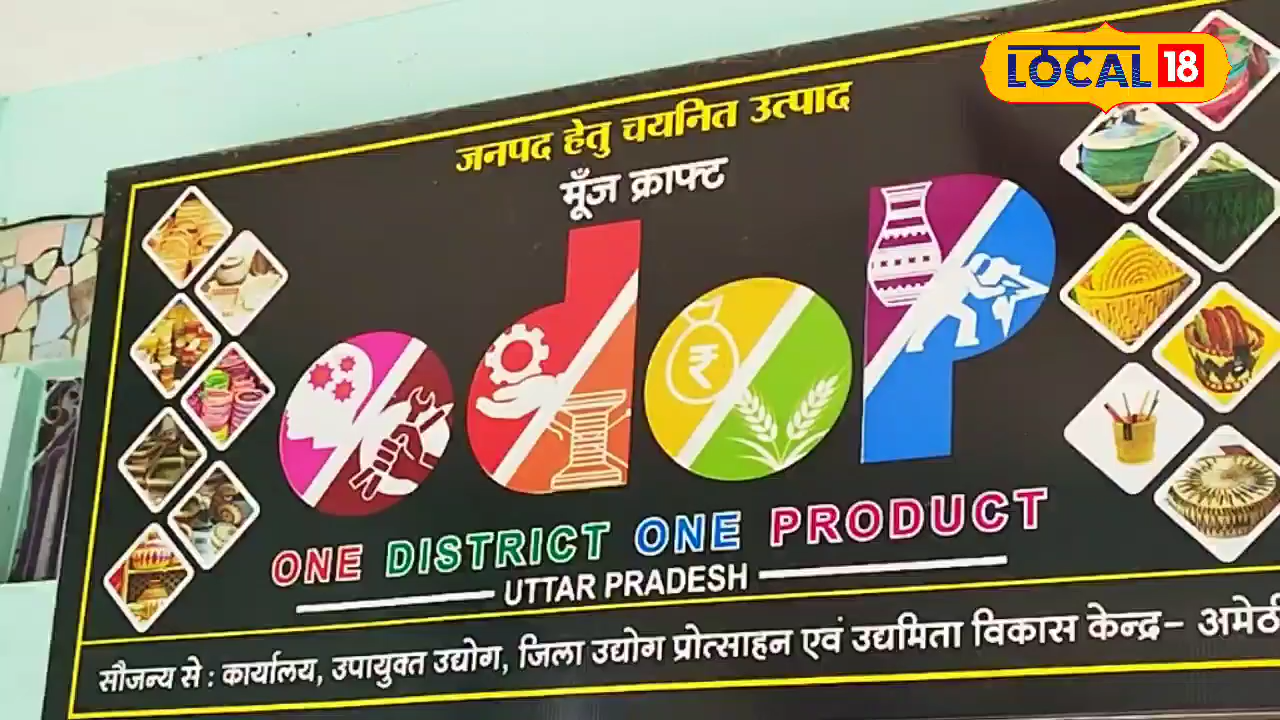 LOCAL 18
जनपद हेतु चयनित उत्पाद
मूँज क्राफ्ट
odop
₹
ONE DISTRICT ONE PRODUCT
UTTAR PRADESH
सौजन्य से : कार्यालय, उपायुक्त उद्योग, जिला उद्योग प्रोत्साहन एवं उद्यमिता विकास केन्द्र– अमेठी